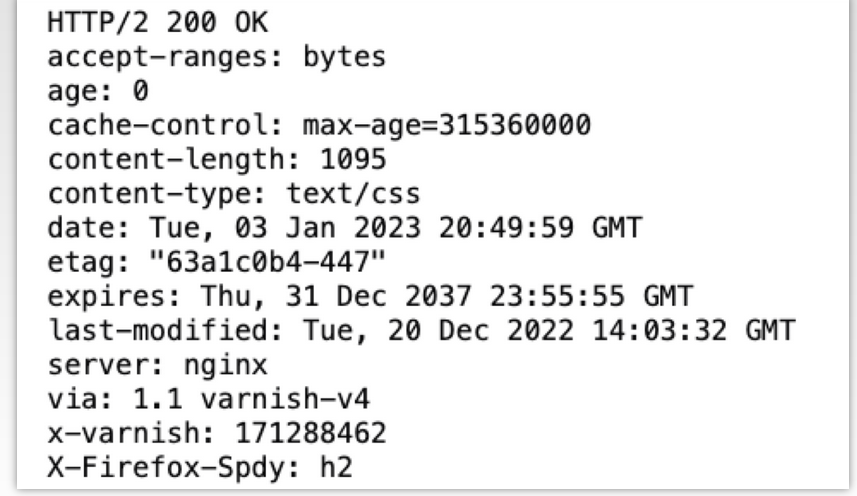 HTTP/2 200 OK
accept-ranges: bytes
age: 0
cache-control: max-age=315360000
content-length: 1095
content-type: text/css
date: Tue, 03 Jan 2023 20:49:59 GMT
etag: "63a1c0b4-447"
expires: Thu, 31 Dec 2037 23:55:55 GMT
last-modified: Tue, 20 Dec 2022 14:03:32 GMT
server: nginx
via: 1.1 varnish-v4
x-varnish: 171288462
X-Firefox-Spdy: h2